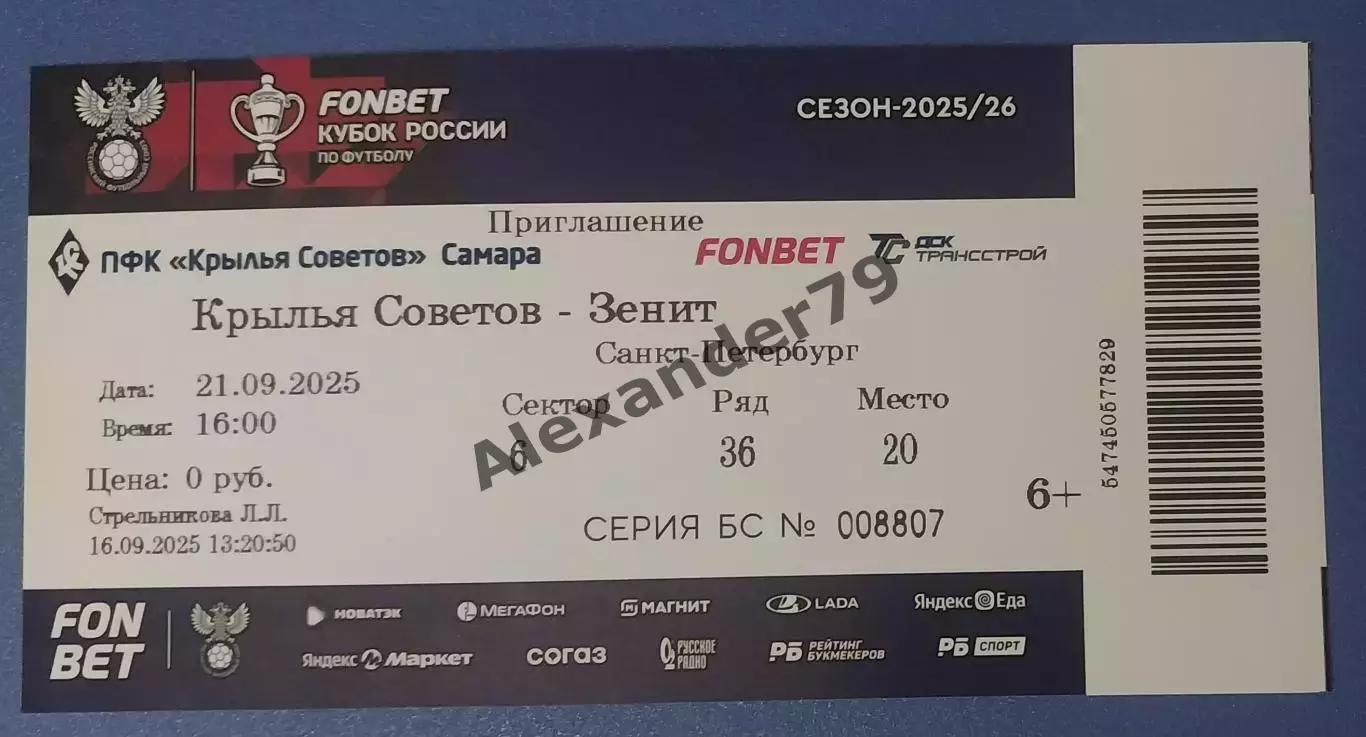 FONBET
КУБОК РОССИИ
ПО ФУТБОЛУ
СЕЗОН-2025/26
Приглашение
ПФК «Крылья Советов» Самара
FONBET
ТС ДСК ТРАНССТРОЙ
Крылья Советов - Зенит
Санкт-Петербург
Дата: 21.09.2025
Время: 16:00
Сектор Ряд Место
6 36 20
Цена: 0 руб.
6+
Стрельникова Л.Л.
СЕРИЯ БС № 008807
16.09.2025 13:20:50
547450577829
Alexander79
FON
BET
НОВАТЭК МЕГАФОН МАГНИТ LADA Яндекс Еда
Яндекс Маркет СОГАЗ РУССКОЕ РАДИО РБ РЕЙТИНГ БУКМЕКЕРОВ РБ СПОРТ